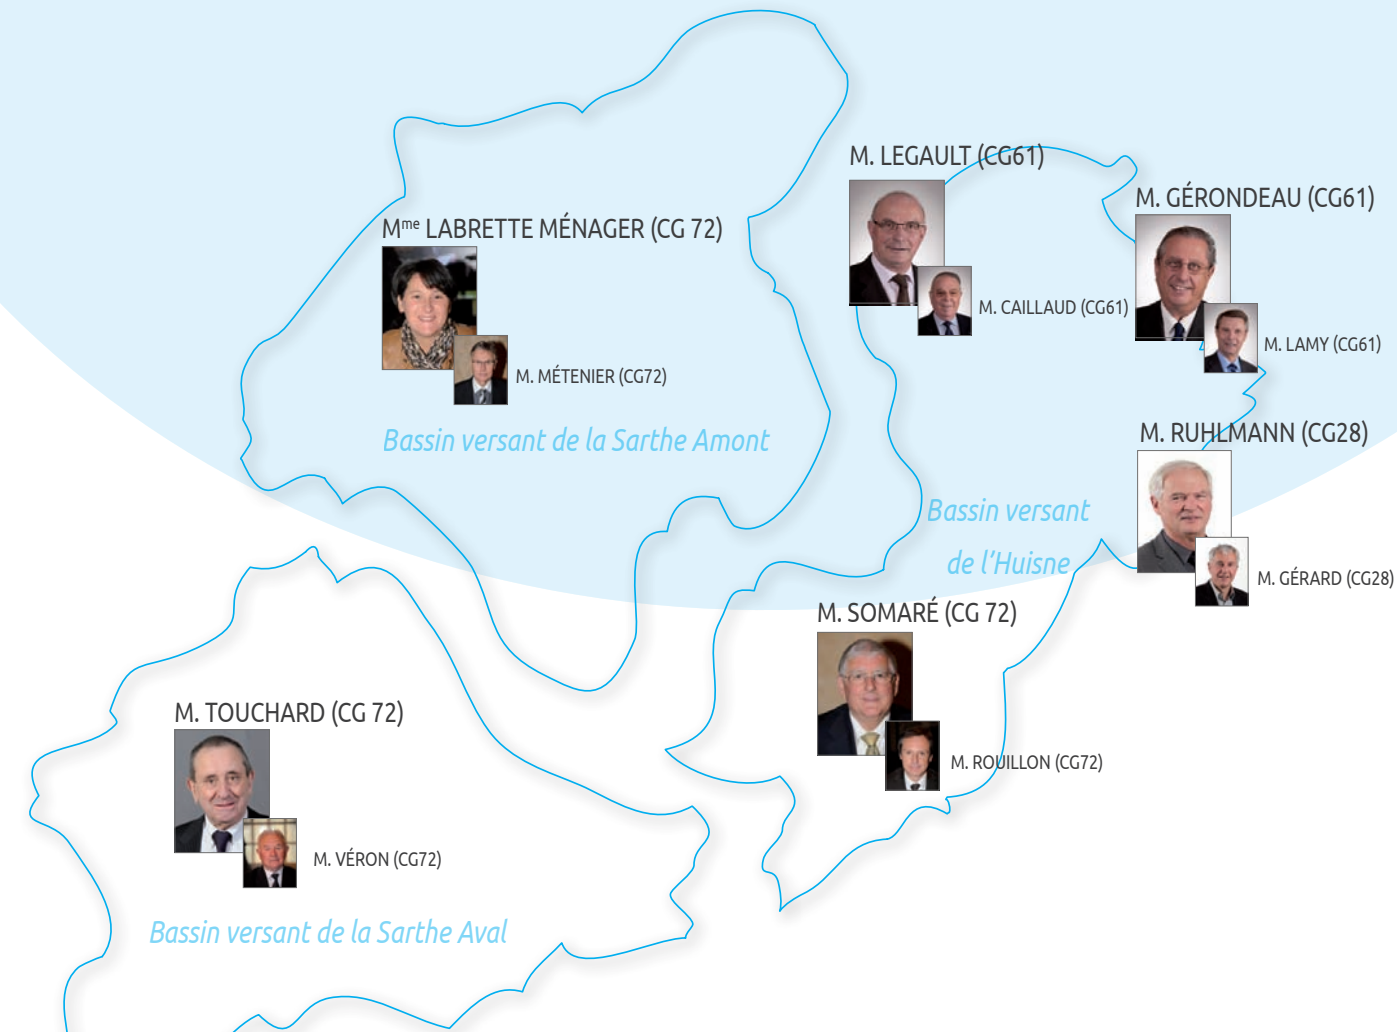 M. LEGAULT (CG61)
M. GÉRONDEAU (CG61)
Mme LABRETTE MÉNAGER (CG 72)
M. CAILLAUD (CG61)
M. LAMY (CG61)
M. MÉTENIER (CG72)
Bassin versant de la Sarthe Amont
M. RUHLMANN (CG28)
Bassin versant
de l'Huisne
M. GÉRARD (CG28)
M. SOMARÉ (CG 72)
M. ROUILLON (CG72)
M. TOUCHARD (CG 72)
M. VÉRON (CG72)
Bassin versant de la Sarthe Aval